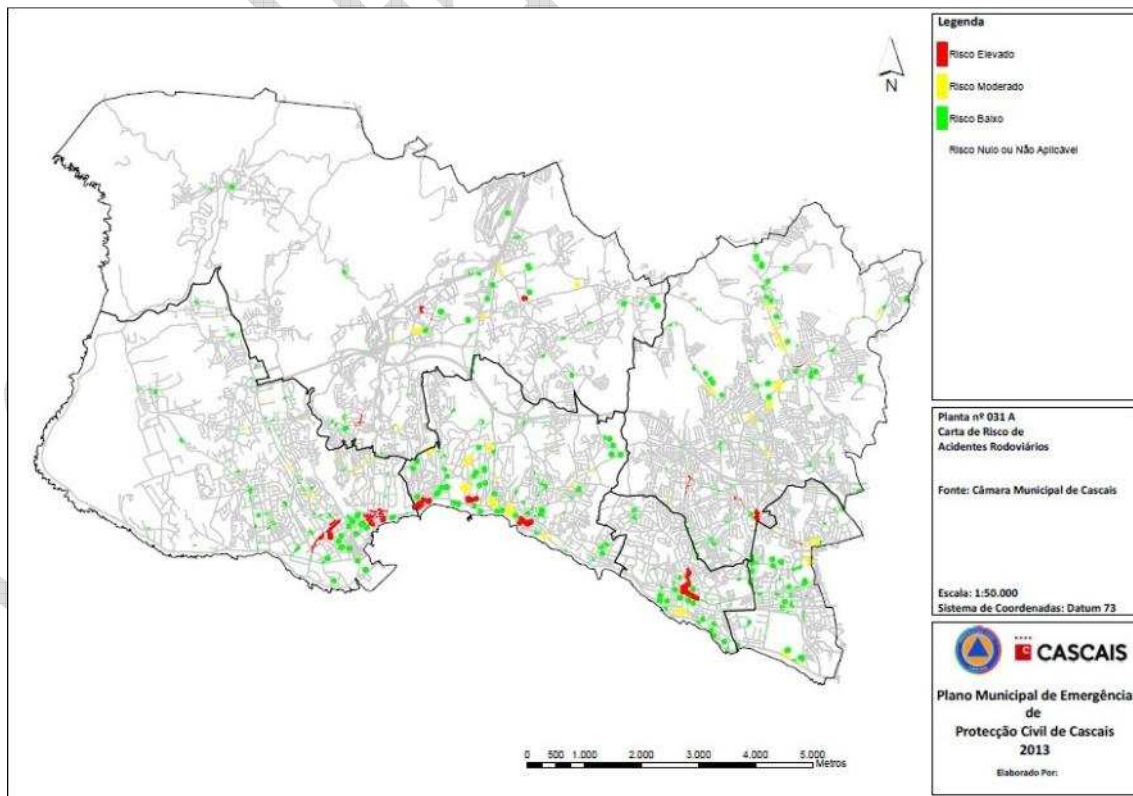 Legenda
Risco Elevado
Risco Moderado
Risco Baixo
Risco Nulo ou Não Aplicável
N
Planta nº 031 A
Carta de Risco de
Acidentes Rodoviários
Fonte: Câmara Municipal de Cascais
Escala: 1:50.000
Sistema de Coordenadas: Datum 73
CASCAIS
Plano Municipal de Emergência
de
Protecção Civil de Cascais
2013
Elaborado Por:
0 500 1.000 2.000 3.000 4.000 5.000
Metros